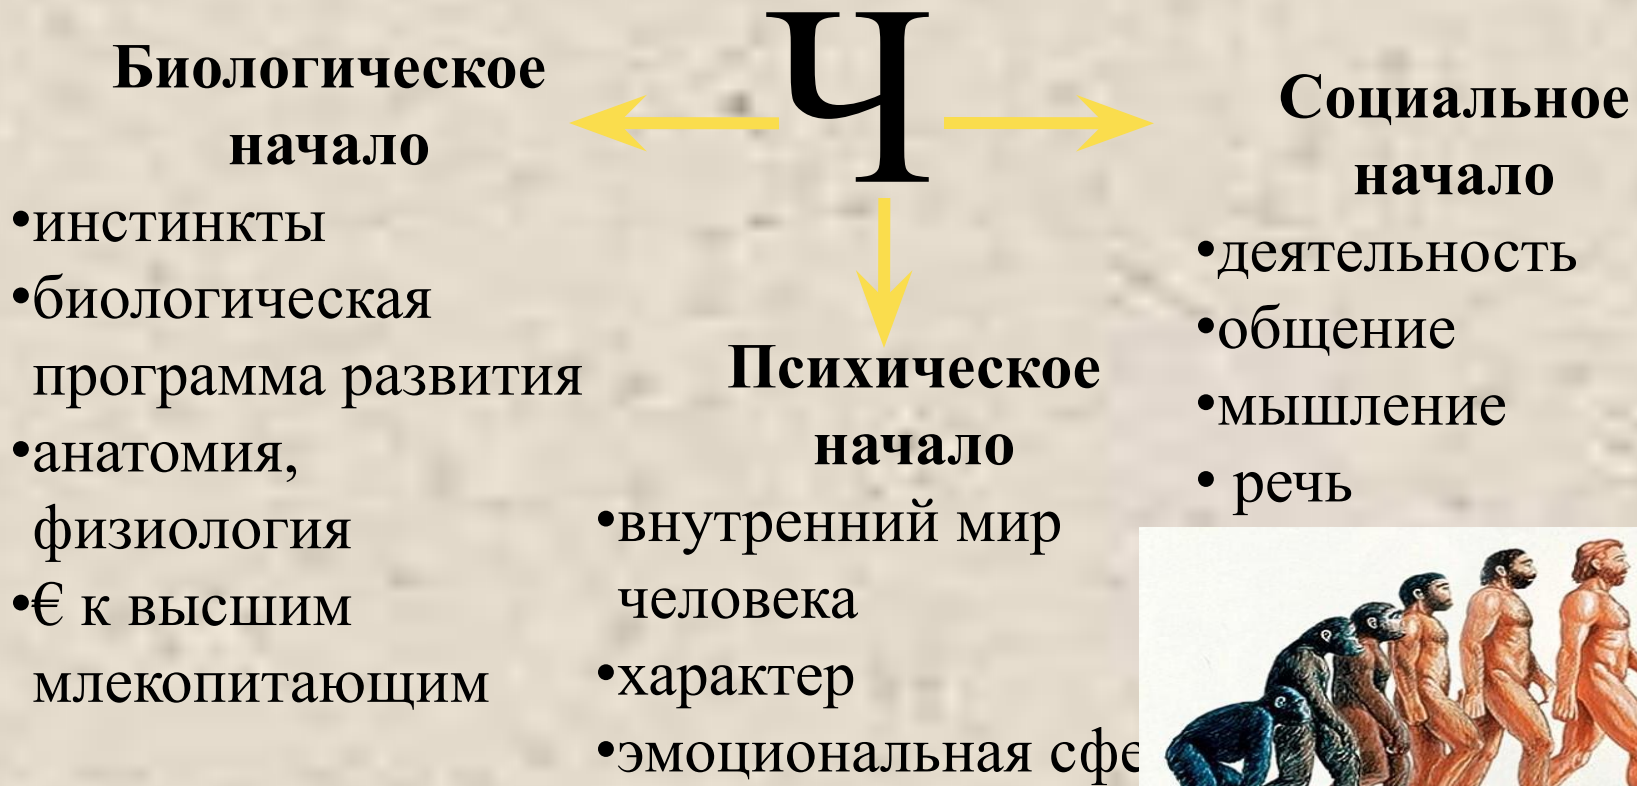 Ч
Биологическое
начало
•инстинкты
•биологическая
программа развития
•анатомия,
физиология
•€ к высшим
млекопитающим
Психическое
начало
•внутренний мир
человека
•характер
•эмоциональная сфе
Социальное
начало
•деятельность
•общение
•мышление
• речь